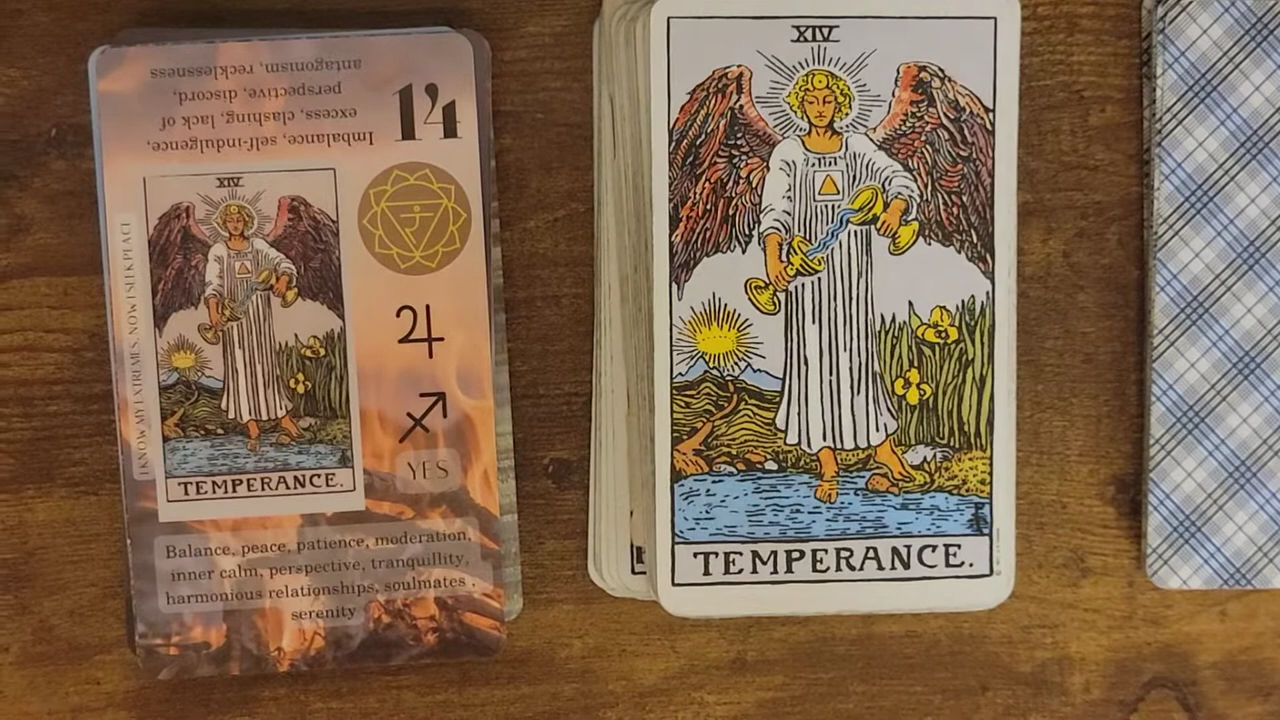 Imbalance, self-indulgence,
excess, clashing, lack of
perspective, discord,
antagonism, recklessness
14
XIV
I KNOW MY EXTREMES. NOW I SEEK PEACE
TEMPERANCE.
YES
Balance, peace, patience, moderation,
inner calm, perspective, tranquillity,
harmonious relationships, soulmates ,
serenity
XIV
TEMPERANCE.